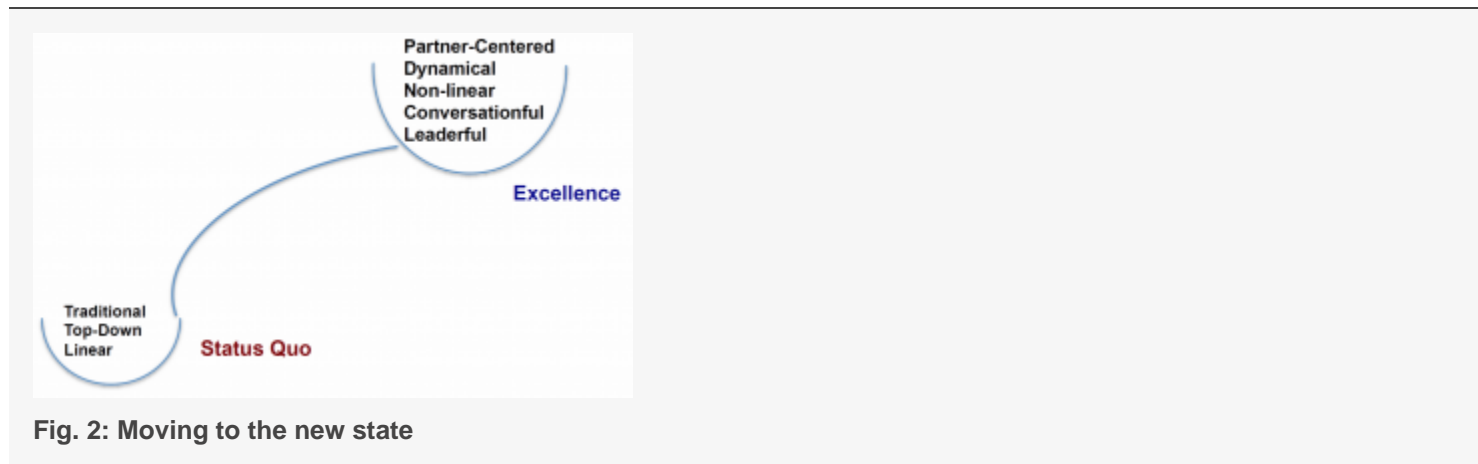 Partner-Centered
Dynamical
Non-linear
Conversationful
Leaderful
Excellence
Traditional
Top-Down
Linear
Status Quo
Fig. 2: Moving to the new state